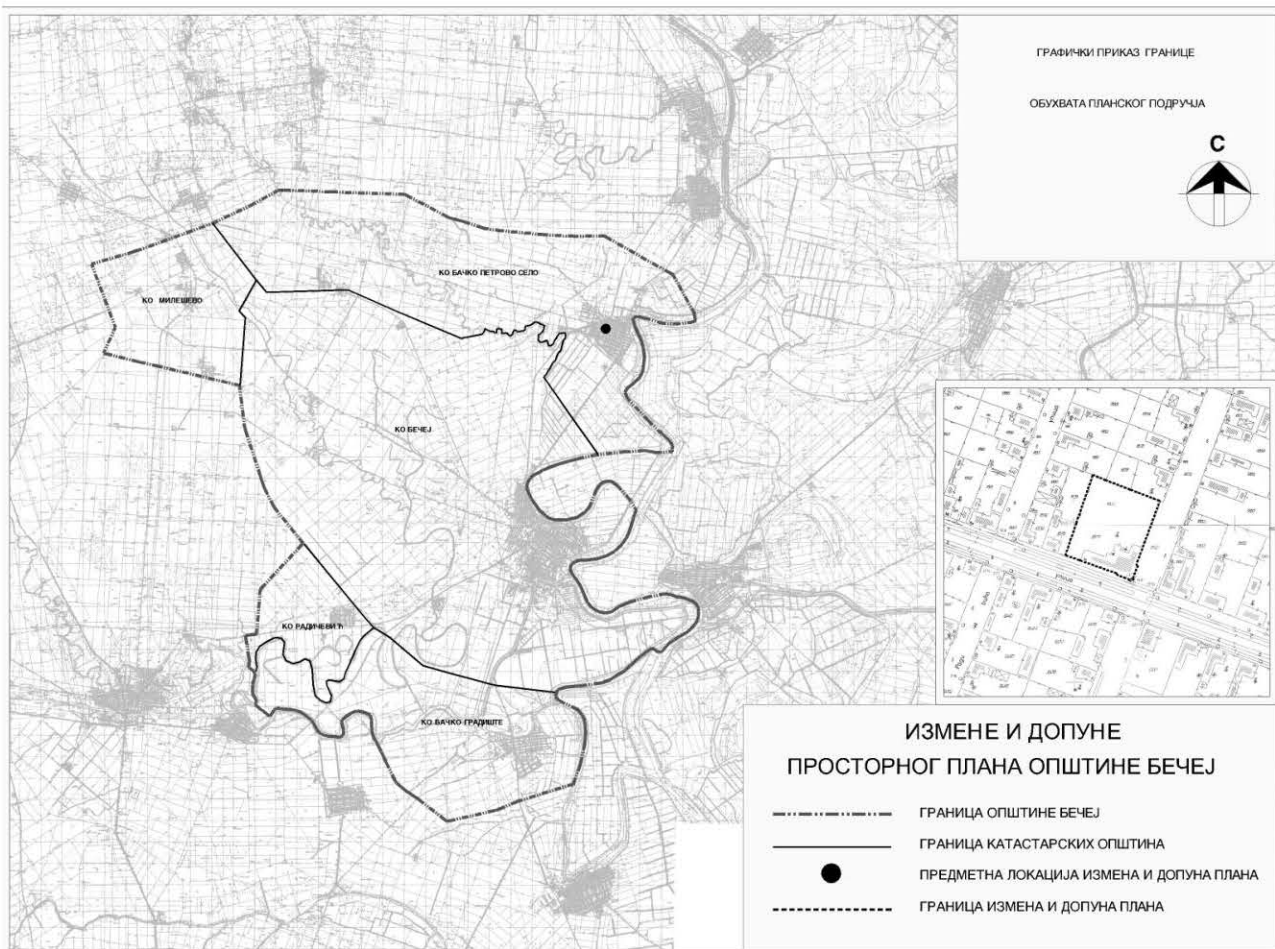 ГРАФИЧКИ ПРИКАЗ ГРАНИЦЕ
ОБУХВАТА ПЛАНСКОГ ПОДРУЧЈА
С
КО БАЧКО ПЕТРОВО СЕЛО
КО МИЛЕШЕВО
КО БЕЧЕЈ
КО РАДИЧЕВИЋ
КО БАЧКО ГРАДИШТЕ
ИЗМЕНЕ И ДОПУНЕ
ПРОСТОРНОГ ПЛАНА ОПШТИНЕ БЕЧЕЈ
ГРАНИЦА ОПШТИНЕ БЕЧЕЈ
ГРАНИЦА КАТАСТАРСКИХ ОПШТИНА
ПРЕДМЕТНА ЛОКАЦИЈА ИЗМЕНА И ДОПУНА ПЛАНА
ГРАНИЦА ИЗМЕНА И ДОПУНА ПЛАНА